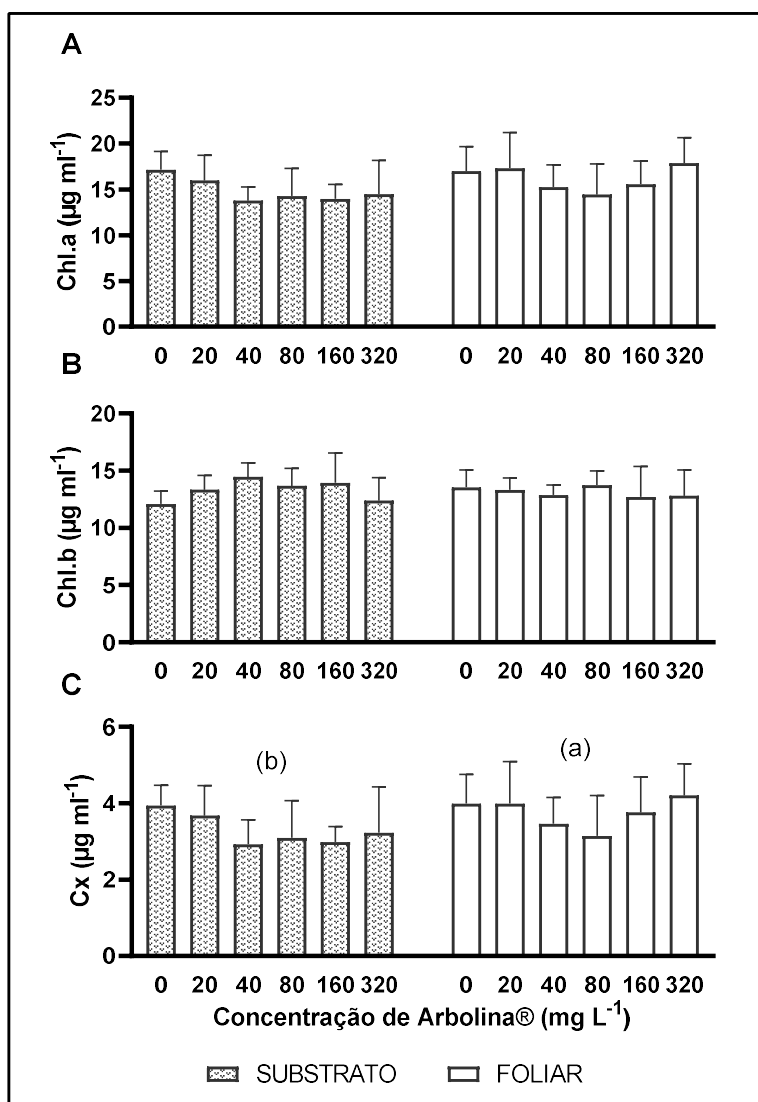 A
25
20
15
10
5
0
Chl.a (µg ml⁻¹)
0 20 40 80 160 320 0 20 40 80 160 320
B
20
15
10
5
0
Chl.b (µg ml⁻¹)
0 20 40 80 160 320 0 20 40 80 160 320
C
6
4
2
0
Cx (µg ml⁻¹)
(b) (a)
0 20 40 80 160 320 0 20 40 80 160 320
Concentração de Arbolina® (mg L⁻¹)
SUBSTRATO FOLIAR